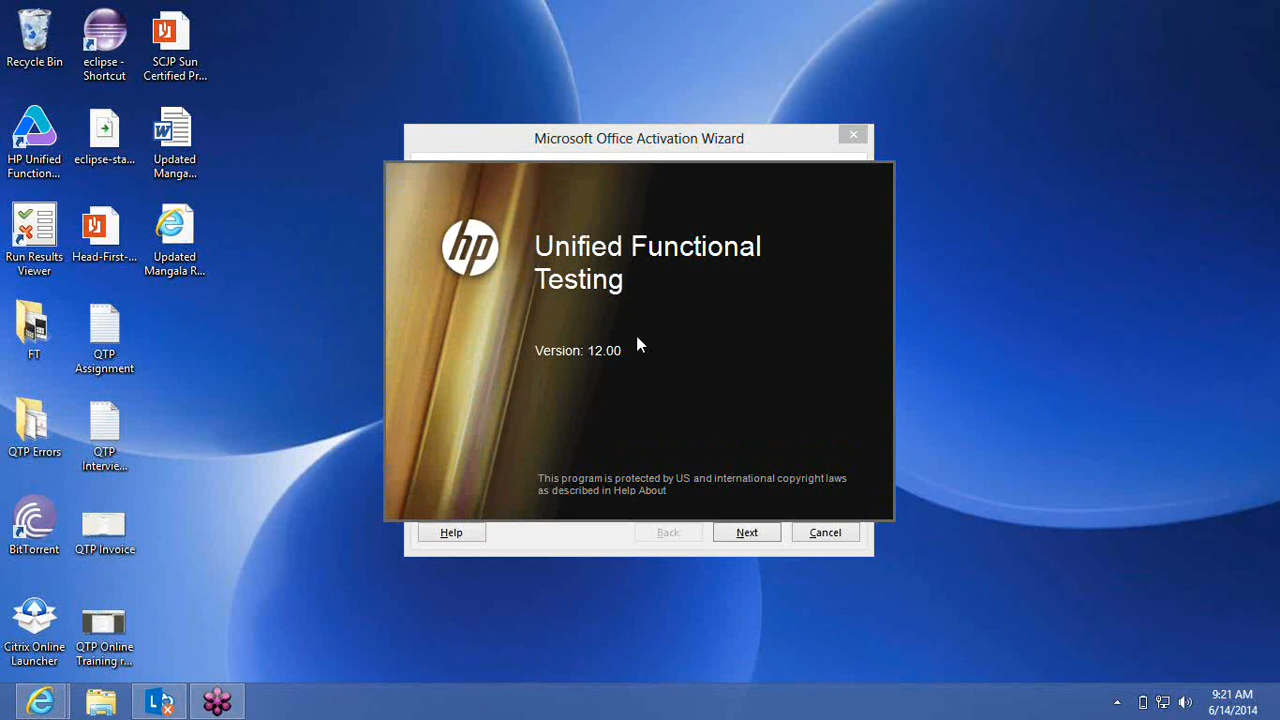 Recycle Bin
eclipse -
Shortcut
SCJP Sun
Certified Pr...
HP Unified
Function...
eclipse-sta...
Updated
Manga...
Run Results
Viewer
Head-First-...
Updated
Mangala R...
FT
QTP
Assignment
QTP Errors
QTP
Intervie...
BitTorrent
QTP Invoice
Citrix Online
Launcher
QTP Online
Training r...
Microsoft Office Activation Wizard
hp
Unified Functional
Testing
Version: 12.00
This program is protected by US and international copyright laws
as described in Help About
Help
Back
Next
Cancel
9:21 AM
6/14/2014